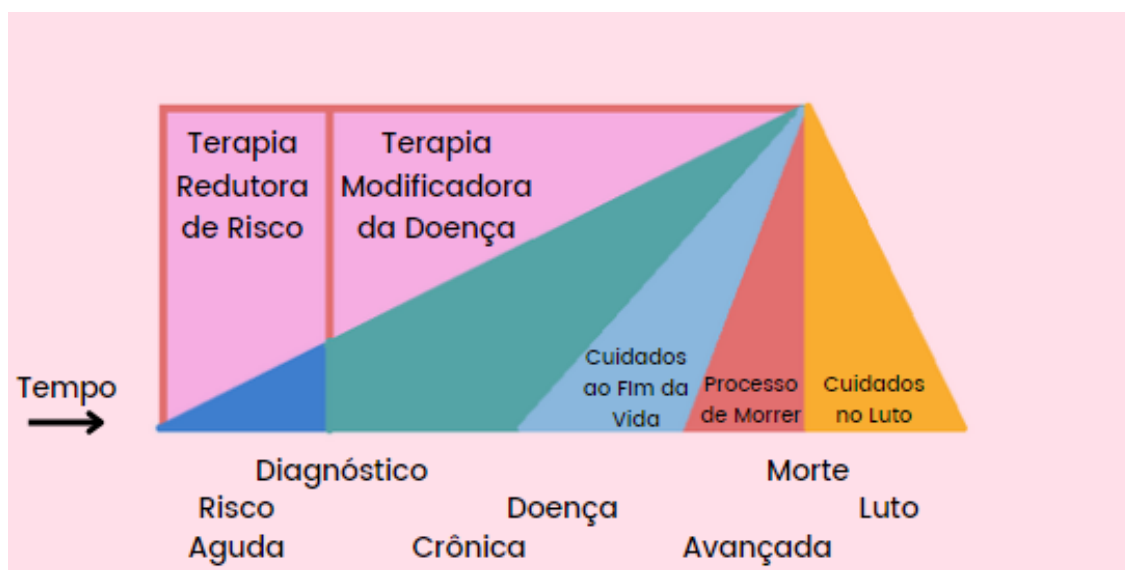 Terapia
Redutora
de Risco
Terapia
Modificadora
da Doença
Cuidados
ao FIm da
Vida
Processo
de Morrer
Cuidados
no Luto
Tempo
Diagnóstico
Morte
Risco
Doença
Luto
Aguda
Crônica
Avançada